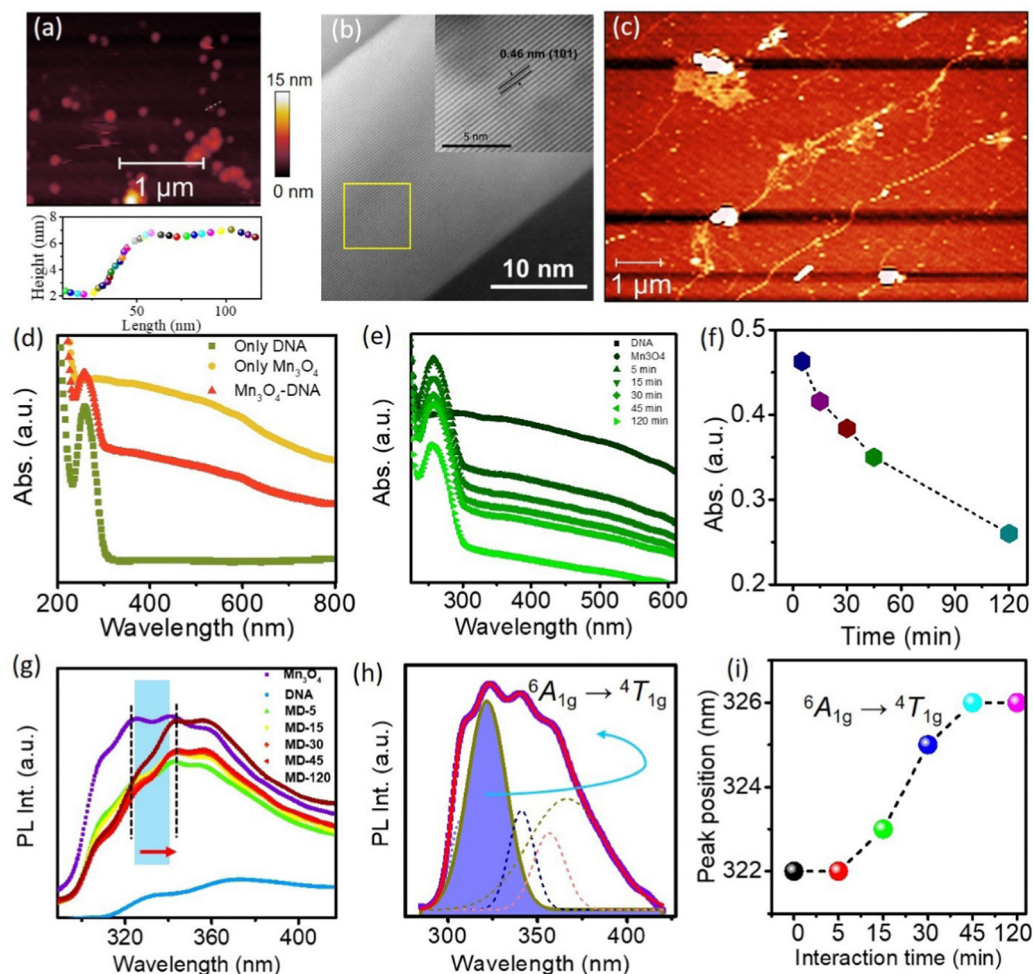 (a)
15 nm
0 nm
1 μm
Height (nm)
8
6
4
2
50
100
Length (nm)
(b)
0.46 nm (101)
5 nm
10 nm
(c)
1 μm
(d)
Only DNA
Only Mn₃O₄
Mn₃O₄-DNA
Abs. (a.u.)
200 400 600 800
Wavelength (nm)
(e)
DNA
Mn3O4
5 min
15 min
30 min
45 min
120 min
Abs. (a.u.)
300 400 500 600
Wavelength (nm)
(f)
0.5
0.4
0.3
0.2
Abs. (a.u.)
0 30 60 90 120
Time (min)
(g)
Mn₃O₄
DNA
MD-5
MD-15
MD-30
MD-45
MD-120
PL Int. (a.u.)
320 360 400
Wavelength (nm)
(h)
⁶A₁g → ⁴T₁g
PL Int. (a.u.)
300 350 400
Wavelength (nm)
(i)
⁶A₁g → ⁴T₁g
326
325
324
323
322
Peak position (nm)
0 5 15 30 45 120
Interaction time (min)